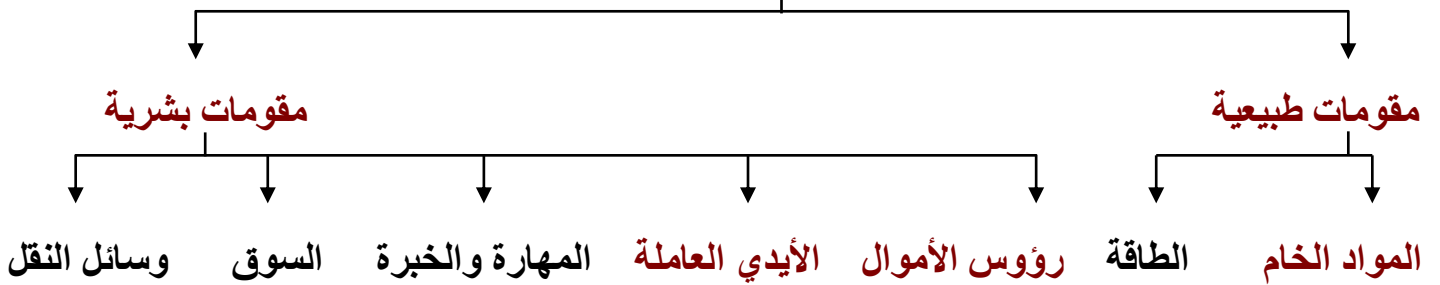 مقومات طبيعية
مقومات بشرية
المواد الخام
الطاقة
رؤوس الأموال
الأيدي العاملة
المهارة والخبرة
السوق
وسائل النقل